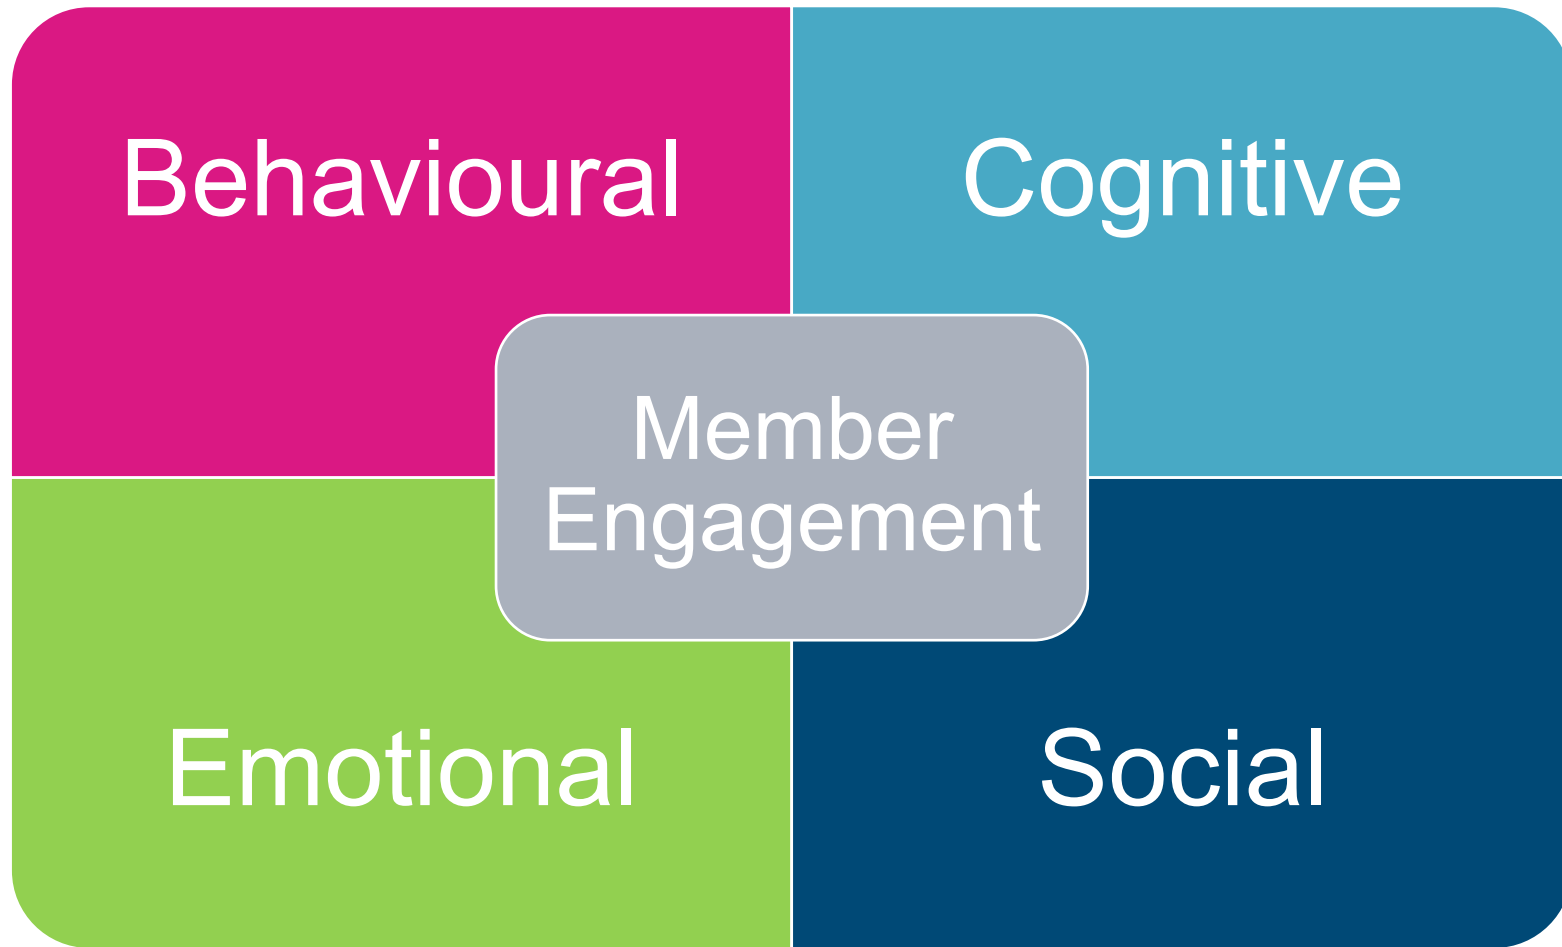 Behavioural
Cognitive
Member
Engagement
Emotional
Social